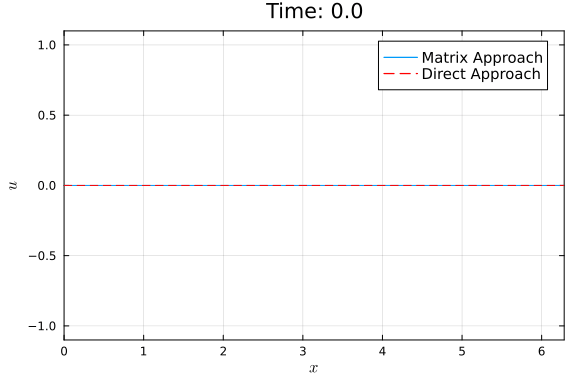 Time: 0.0
Matrix Approach
Direct Approach
1.0
0.5
0.0
−0.5
−1.0
u
0 1 2 3 4 5 6
x